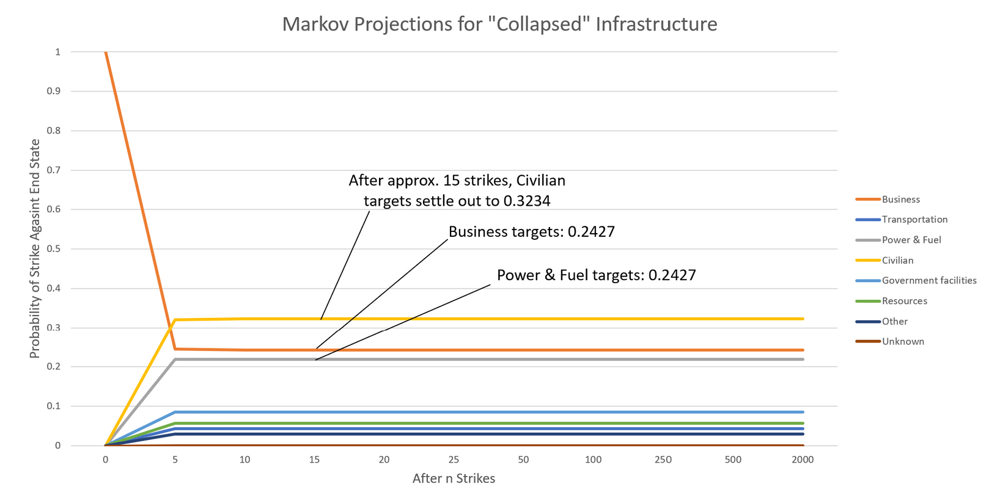 Markov Projections for "Collapsed" Infrastructure
1
0.9
0.8
0.7
0.6
0.5
0.4
0.3
0.2
0.1
0
Probability of Strike Agasint End State
After approx. 15 strikes, Civilian
targets settle out to 0.3234
Business targets: 0.2427
Power & Fuel targets: 0.2427
0 5 10 15 20 25 50 100 250 500 2000
After n Strikes
Business
Transportation
Power & Fuel
Civilian
Government facilities
Resources
Other
Unknown